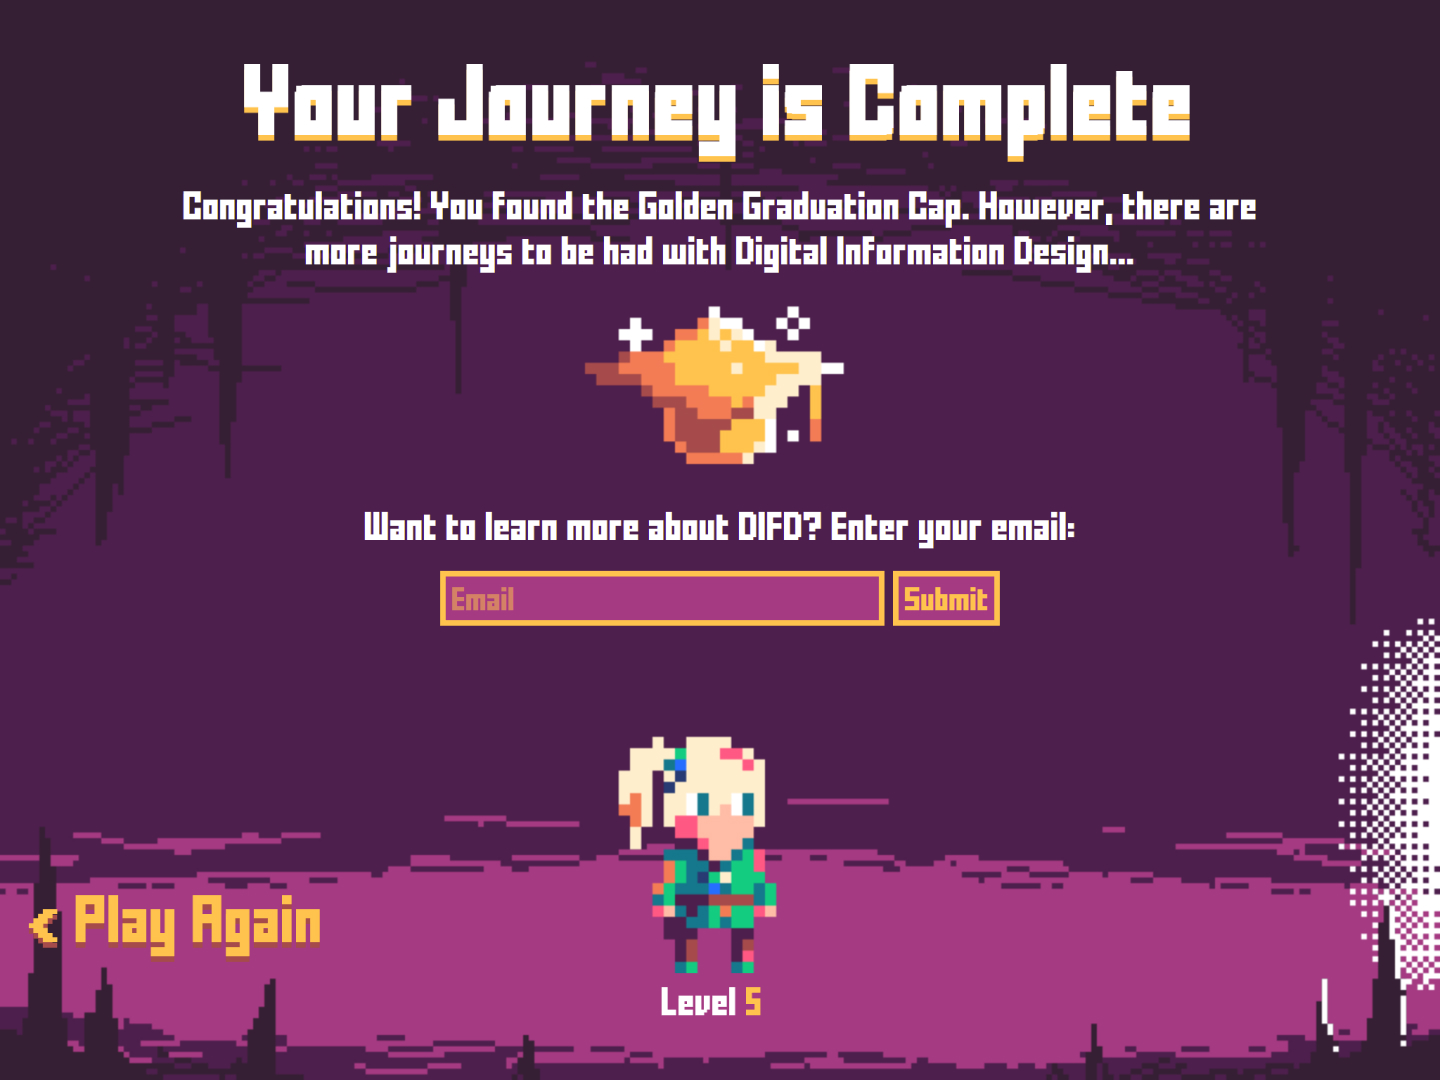 Your Journey is Complete
Congratulations! You found the Golden Graduation Cap. However, there are
more journeys to be had with Digital Information Design...
Want to learn more about DIFD? Enter your email:
Email
Submit
< Play Again
Level 5